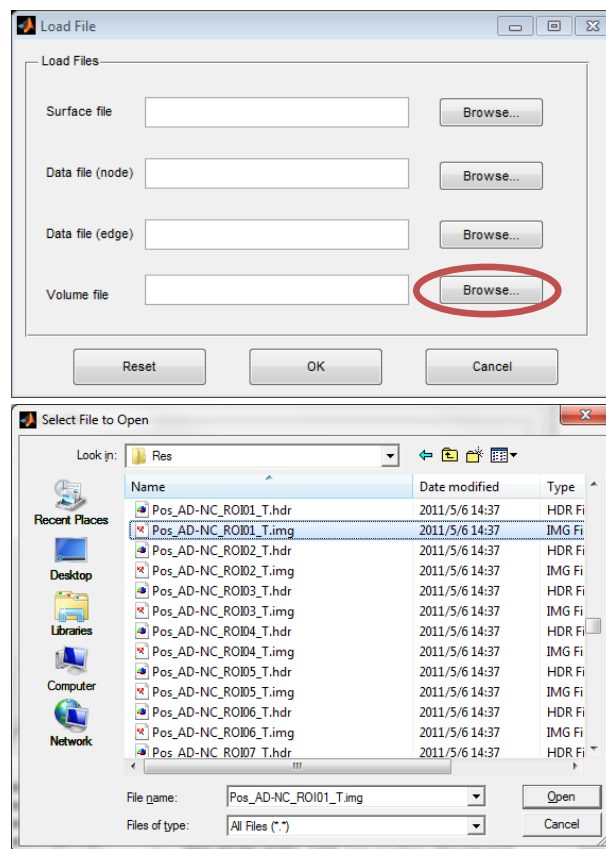 Load File
Load Files
Surface file
Browse...
Data file (node)
Browse...
Data file (edge)
Browse...
Volume file
Browse...
Reset OK Cancel
Select File to Open
Look in: Res
Name Date modified Type
Recent Places
Desktop
Libraries
Computer
Network
Pos_AD-NC_ROI01_T.hdr 2011/5/6 14:37 HDR Fi
Pos_AD-NC_ROI01_T.img 2011/5/6 14:37 IMG Fi
Pos_AD-NC_ROI02_T.hdr 2011/5/6 14:37 HDR Fi
Pos_AD-NC_ROI02_T.img 2011/5/6 14:37 IMG Fi
Pos_AD-NC_ROI03_T.hdr 2011/5/6 14:37 HDR Fi
Pos_AD-NC_ROI03_T.img 2011/5/6 14:37 IMG Fi
Pos_AD-NC_ROI04_T.hdr 2011/5/6 14:37 HDR Fi
Pos_AD-NC_ROI04_T.img 2011/5/6 14:37 IMG Fi
Pos_AD-NC_ROI05_T.hdr 2011/5/6 14:37 HDR Fi
Pos_AD-NC_ROI05_T.img 2011/5/6 14:37 IMG Fi
Pos_AD-NC_ROI06_T.hdr 2011/5/6 14:37 HDR Fi
Pos_AD-NC_ROI06_T.img 2011/5/6 14:37 IMG Fi
Pos_AD-NC_ROI07_T.hdr 2011/5/6 14:37 HDR Fi
File name: Pos_AD-NC_ROI01_T.img Open
Files of type: All Files (*.*) Cancel